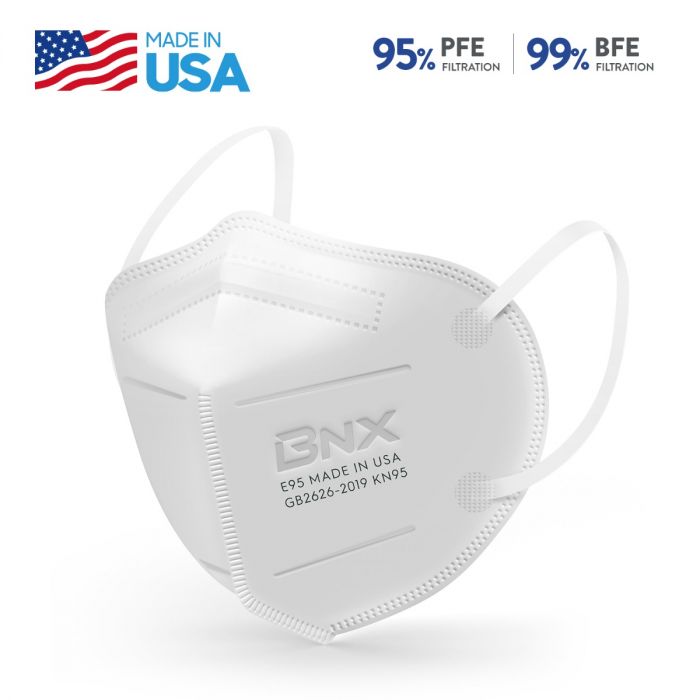 MADE IN
USA
95% PFE
FILTRATION
99% BFE
FILTRATION
BNX
E95 MADE IN USA
GB2626-2019 KN95